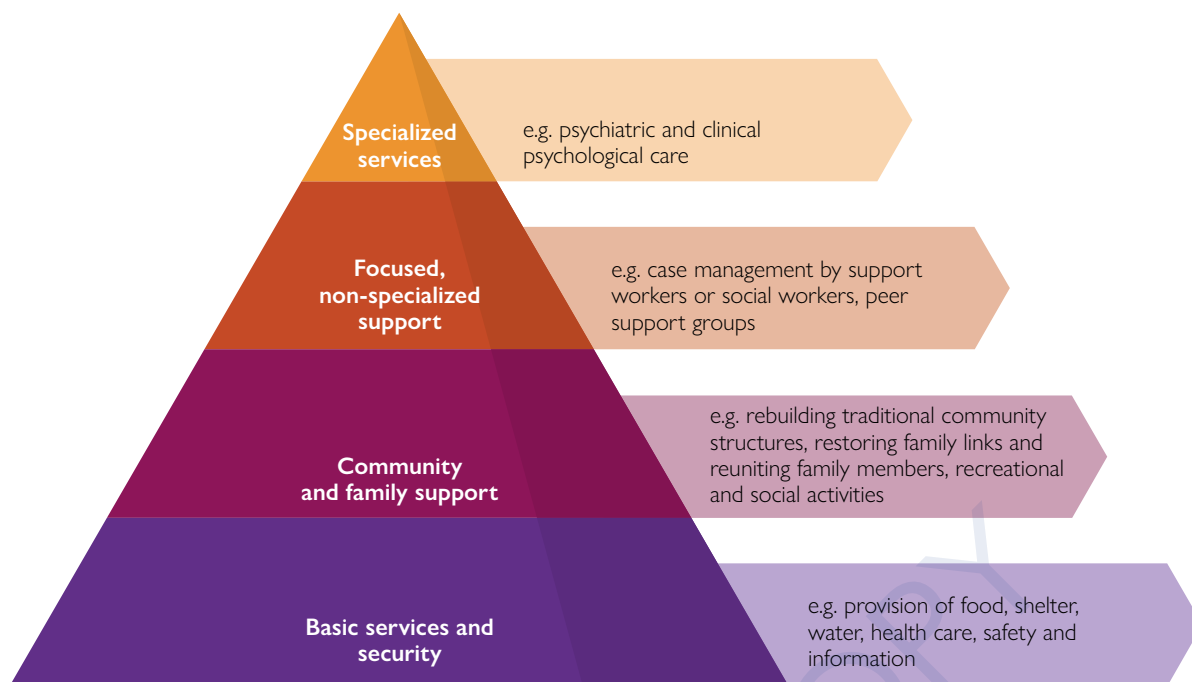 Specialized
services
e.g. psychiatric and clinical
psychological care
Focused,
non-specialized
support
e.g. case management by support
workers or social workers, peer
support groups
Community
and family support
e.g. rebuilding traditional community
structures, restoring family links and
reuniting family members, recreational
and social activities
Basic services and
security
e.g. provision of food, shelter,
water, health care, safety and
information
OPY